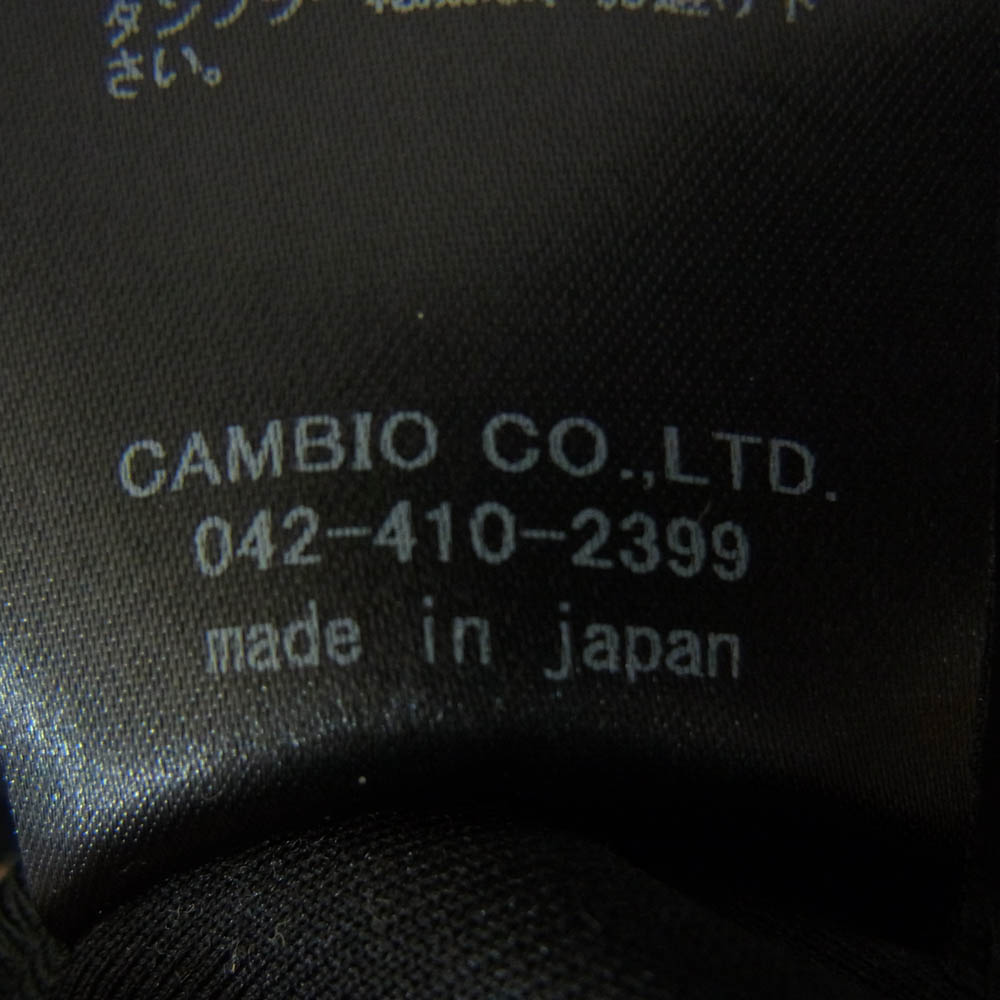 さい。
CAMBIO CO.,LTD.
042-410-2399
made in japan